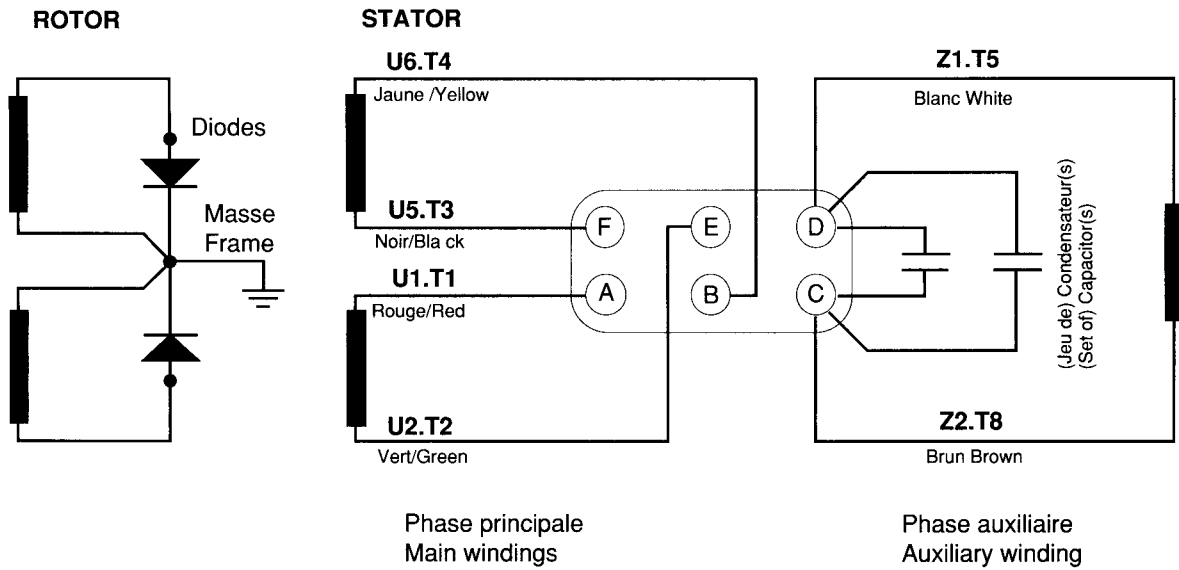 ROTOR
STATOR
U6.T4
Jaune /Yellow
Z1.T5
Blanc White
Diodes
Masse
Frame
U5.T3
Noir/Bla ck
U1.T1
Rouge/Red
F
E
D
A
B
C
(Jeu de) Condensateur(s)
(Set of) Capacitor(s)
U2.T2
Vert/Green
Z2.T8
Brun Brown
Phase principale
Main windings
Phase auxiliaire
Auxiliary winding